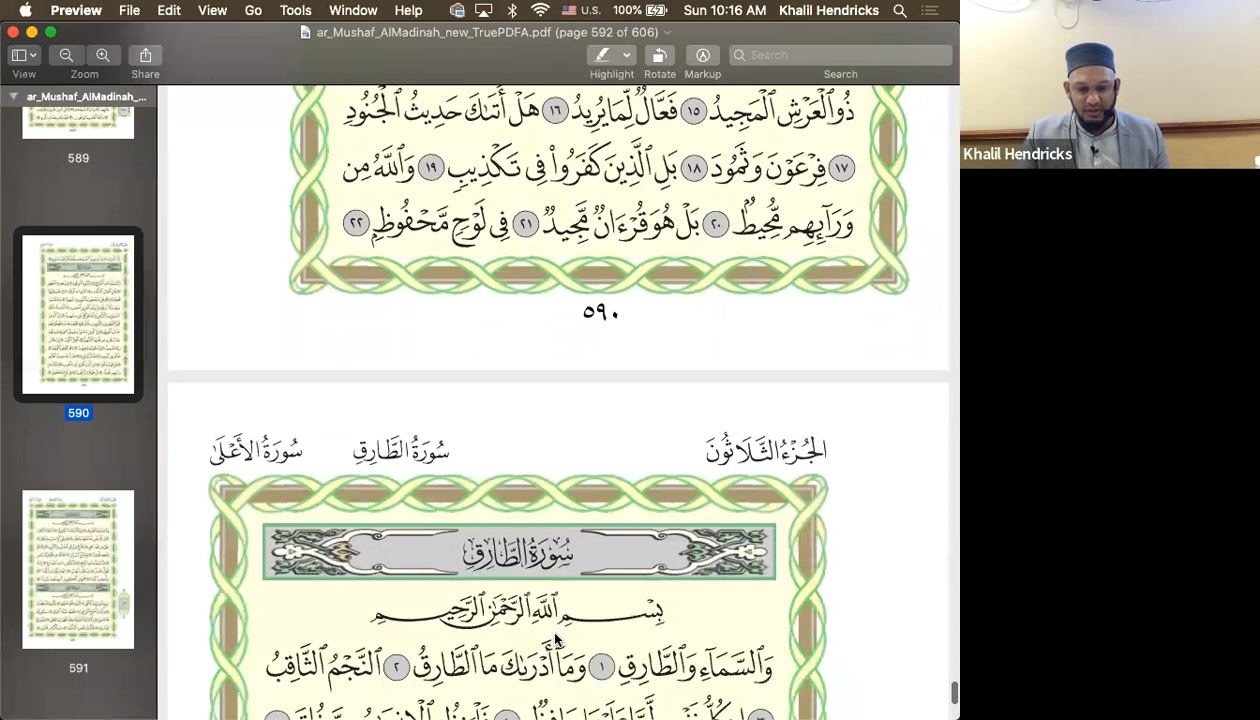 Preview File Edit View Go Tools Window Help U.S. 100% Sun 10:16 AM Khalil Hendricks
ar_Mushaf_AlMadinah_new_TruePDFA.pdf (page 592 of 606)
Search
View Zoom Share Highlight Rotate Markup Search
ar_Mushaf_AlMadinah_...
589
590
591
ذُو ٱلْعَرْشِ ٱلْمَجِيدُ ١٥ فَعَّالٌ لِّمَا يُرِيدُ ١٦ هَلْ أَتَىٰكَ حَدِيثُ ٱلْجُنُودِ
١٧ فِرْعَوْنَ وَثَمُودَ ١٨ بَلِ ٱلَّذِينَ كَفَرُوا۟ فِى تَكْذِيبٍ ١٩ وَٱللَّهُ مِن
وَرَآئِهِم مُّحِيطٌۢ ٢٠ بَلْ هُوَ قُرْءَانٌ مَّجِيدٌ ٢١ فِى لَوْحٍ مَّحْفُوظٍۭ ٢٢
٥٩٠
الجُزْءُ الثَّلَاثُونَ سُورَةُ الطَّارِقِ سُورَةُ الأَعْلَىٰ
سُورَةُ الطَّارِقِ
بِسْمِ ٱللَّهِ ٱلرَّحْمَٰنِ ٱلرَّحِيمِ
وَٱلسَّمَآءِ وَٱلطَّارِقِ ١ وَمَآ أَدْرَىٰكَ مَا ٱلطَّارِقُ ٢ ٱلنَّجْمُ ٱلثَّاقِبُ
Khalil Hendricks